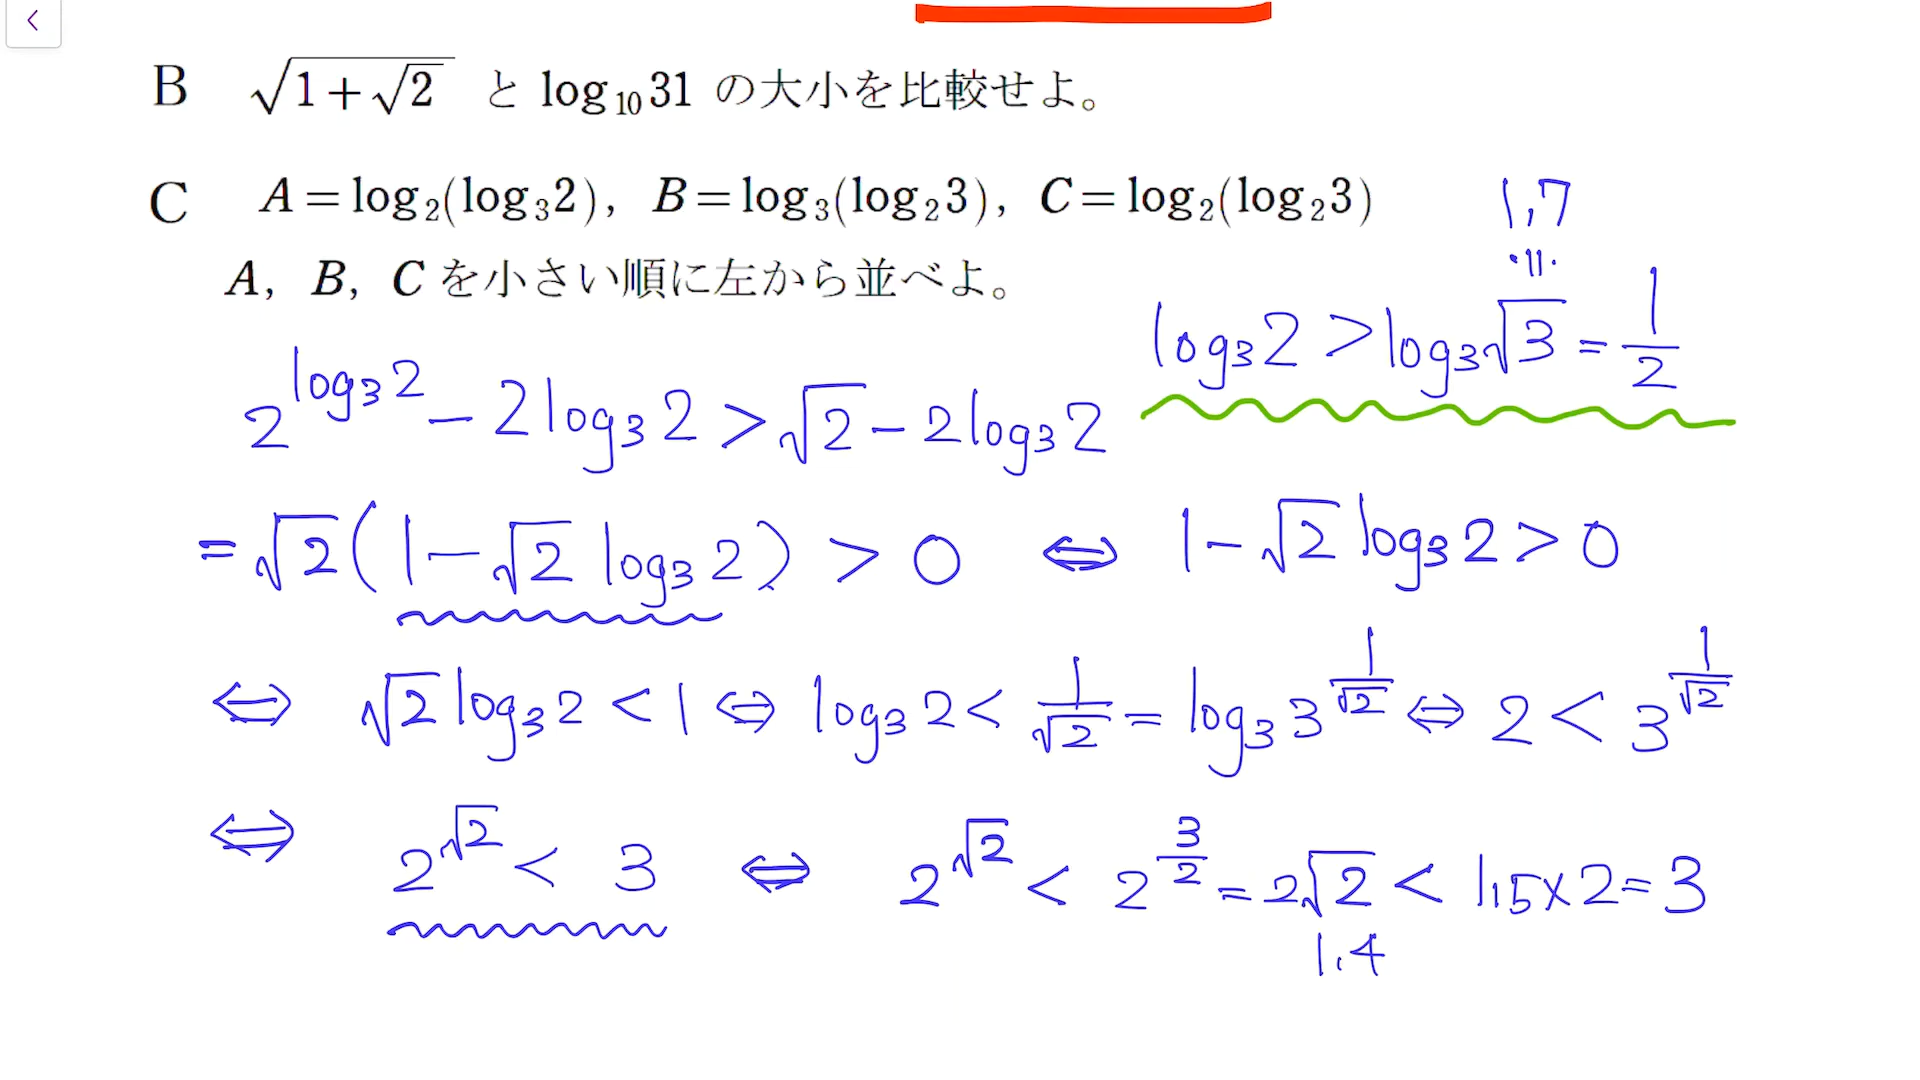 B √(1+√2) と log₁₀31 の大小を比較せよ。
C A=log₂(log₃2), B=log₃(log₂3), C=log₂(log₂3)
A, B, C を小さい順に左から並べよ。
1,7
log₃2 > log₃√3 = 1/2
2^(log₃2) - 2log₃2 > √2 - 2log₃2
= √2(1-√2 log₃2) > 0 ⇔ 1-√2 log₃2 > 0
⇔ √2 log₃2 < 1 ⇔ log₃2 < 1/√2 = log₃3^(1/√2) ⇔ 2 < 3^(1/√2)
⇔ 2^√2 < 3 ⇔ 2^√2 < 2^(3/2) = 2√2 < 1.5×2=3
1.4